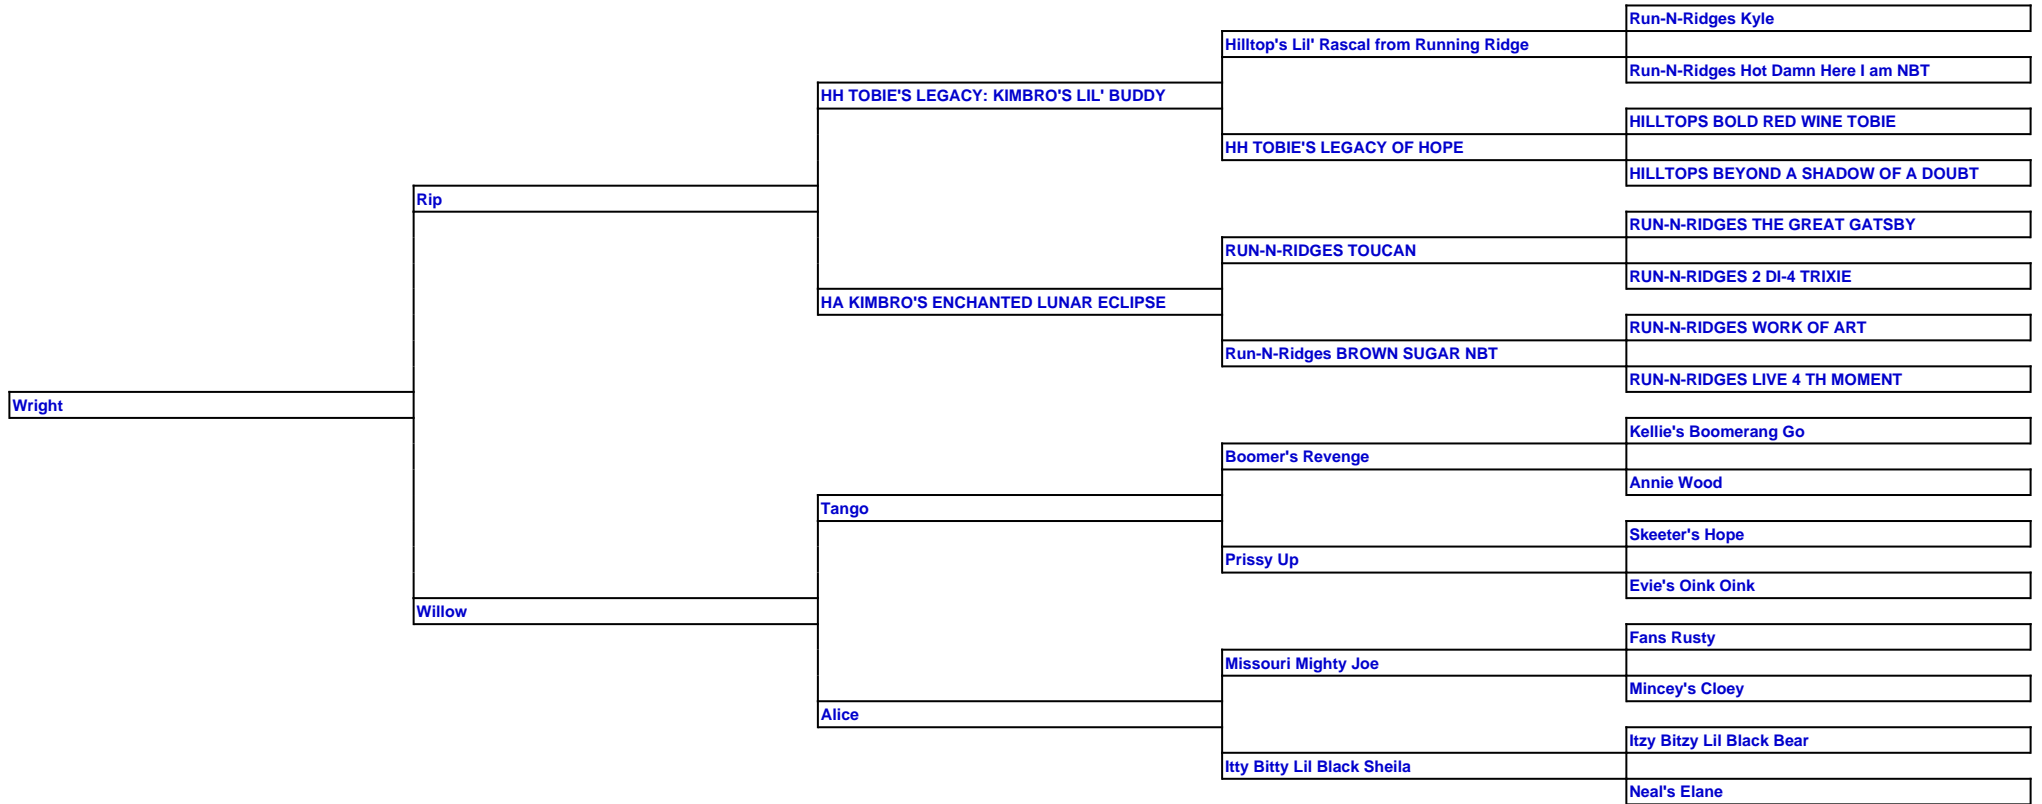 Run-N-Ridges Kyle
Hilltop's Lil' Rascal from Running Ridge
Run-N-Ridges Hot Damn Here I am NBT
HH TOBIE'S LEGACY: KIMBRO'S LIL' BUDDY
HILLTOPS BOLD RED WINE TOBIE
HH TOBIE'S LEGACY OF HOPE
HILLTOPS BEYOND A SHADOW OF A DOUBT
Rip
RUN-N-RIDGES THE GREAT GATSBY
RUN-N-RIDGES TOUCAN
RUN-N-RIDGES 2 DI-4 TRIXIE
HA KIMBRO'S ENCHANTED LUNAR ECLIPSE
RUN-N-RIDGES WORK OF ART
Run-N-Ridges BROWN SUGAR NBT
RUN-N-RIDGES LIVE 4 TH MOMENT
Wright
Kellie's Boomerang Go
Boomer's Revenge
Annie Wood
Tango
Skeeter's Hope
Prissy Up
Evie's Oink Oink
Willow
Fans Rusty
Missouri Mighty Joe
Mincey's Cloey
Alice
Itzy Bitzy Lil Black Bear
Itty Bitty Lil Black Sheila
Neal's Elane